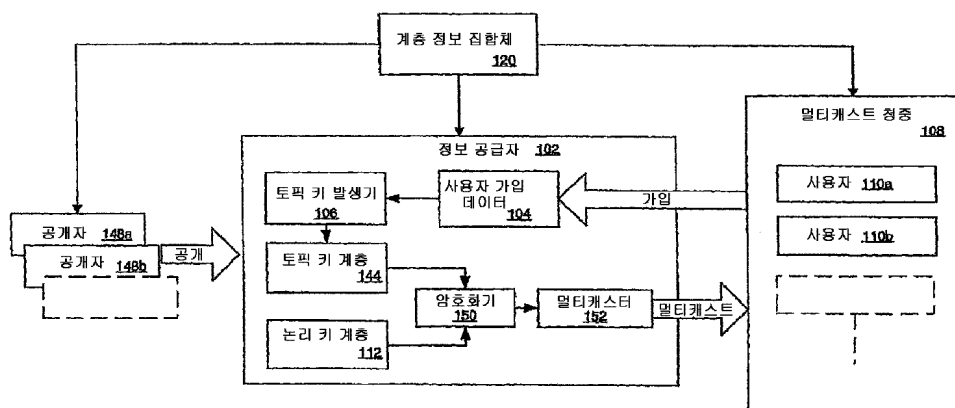 계층 정보 집합체
120
멀티캐스트 청중
108
정보 공급자 102
토픽 키 발생기
106
사용자 가입
데이터 104
가입
사용자 110a
사용자 110b
공개자 148a
공개자 148b
공개
토픽 키 계층
144
암호화기
150
멀티캐스터
152
멀티캐스트
논리 키 계층
112